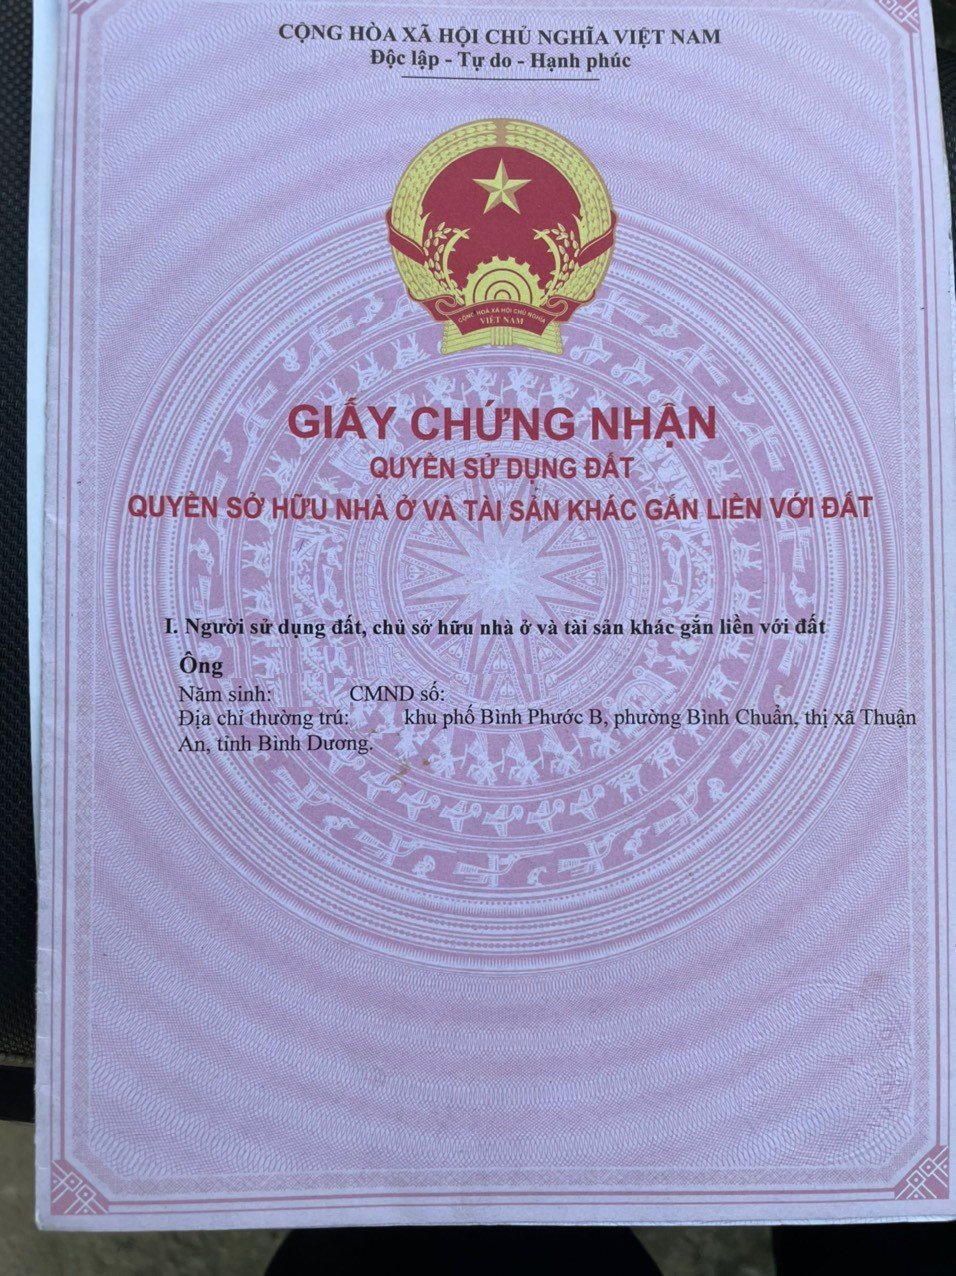 CỘNG HÒA XÃ HỘI CHỦ NGHĨA VIỆT NAM
Độc lập - Tự do - Hạnh phúc
CỘNG HOÀ XÃ HỘI CHỦ NGHĨA
VIỆT NAM
GIẤY CHỨNG NHẬN
QUYỀN SỬ DỤNG ĐẤT
QUYỀN SỞ HỮU NHÀ Ở VÀ TÀI SẢN KHÁC GẮN LIỀN VỚI ĐẤT
I. Người sử dụng đất, chủ sở hữu nhà ở và tài sản khác gắn liền với đất
Ông
Năm sinh: CMND số:
Địa chỉ thường trú: khu phố Bình Phước B, phường Bình Chuẩn, thị xã Thuận
An, tỉnh Bình Dương.